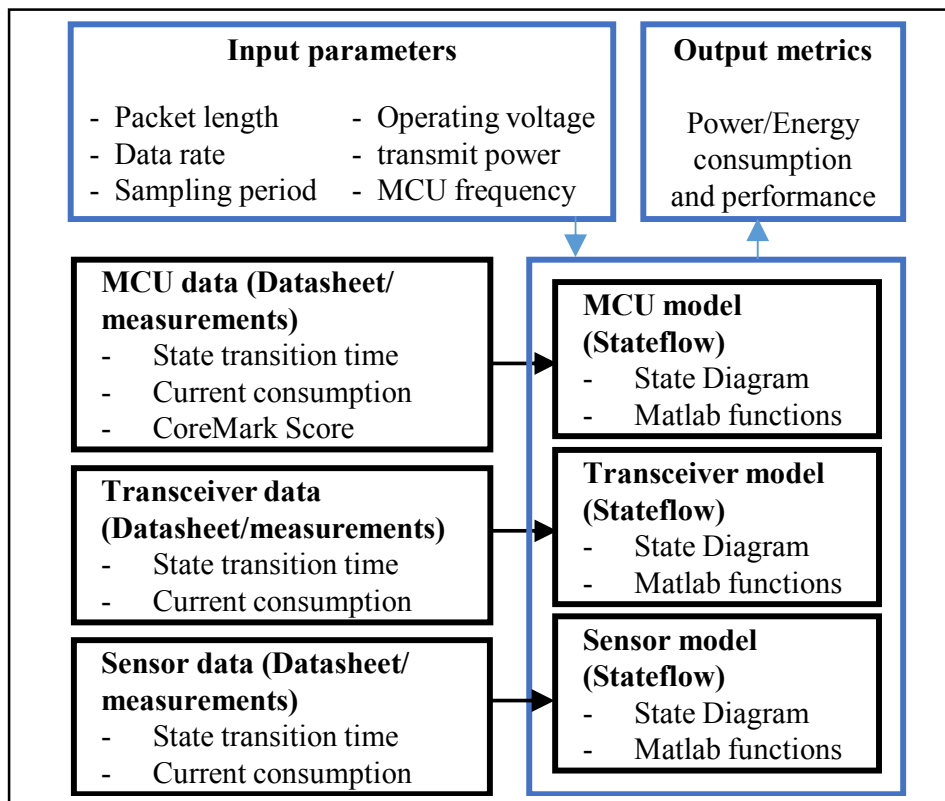 Input parameters
- Packet length
- Data rate
- Sampling period
- Operating voltage
- transmit power
- MCU frequency
Output metrics
Power/Energy
consumption
and performance
MCU data (Datasheet/
measurements)
- State transition time
- Current consumption
- CoreMark Score
MCU model
(Stateflow)
- State Diagram
- Matlab functions
Transceiver data
(Datasheet/measurements)
- State transition time
- Current consumption
Transceiver model
(Stateflow)
- State Diagram
- Matlab functions
Sensor data (Datasheet/
measurements)
- State transition time
- Current consumption
Sensor model
(Stateflow)
- State Diagram
- Matlab functions